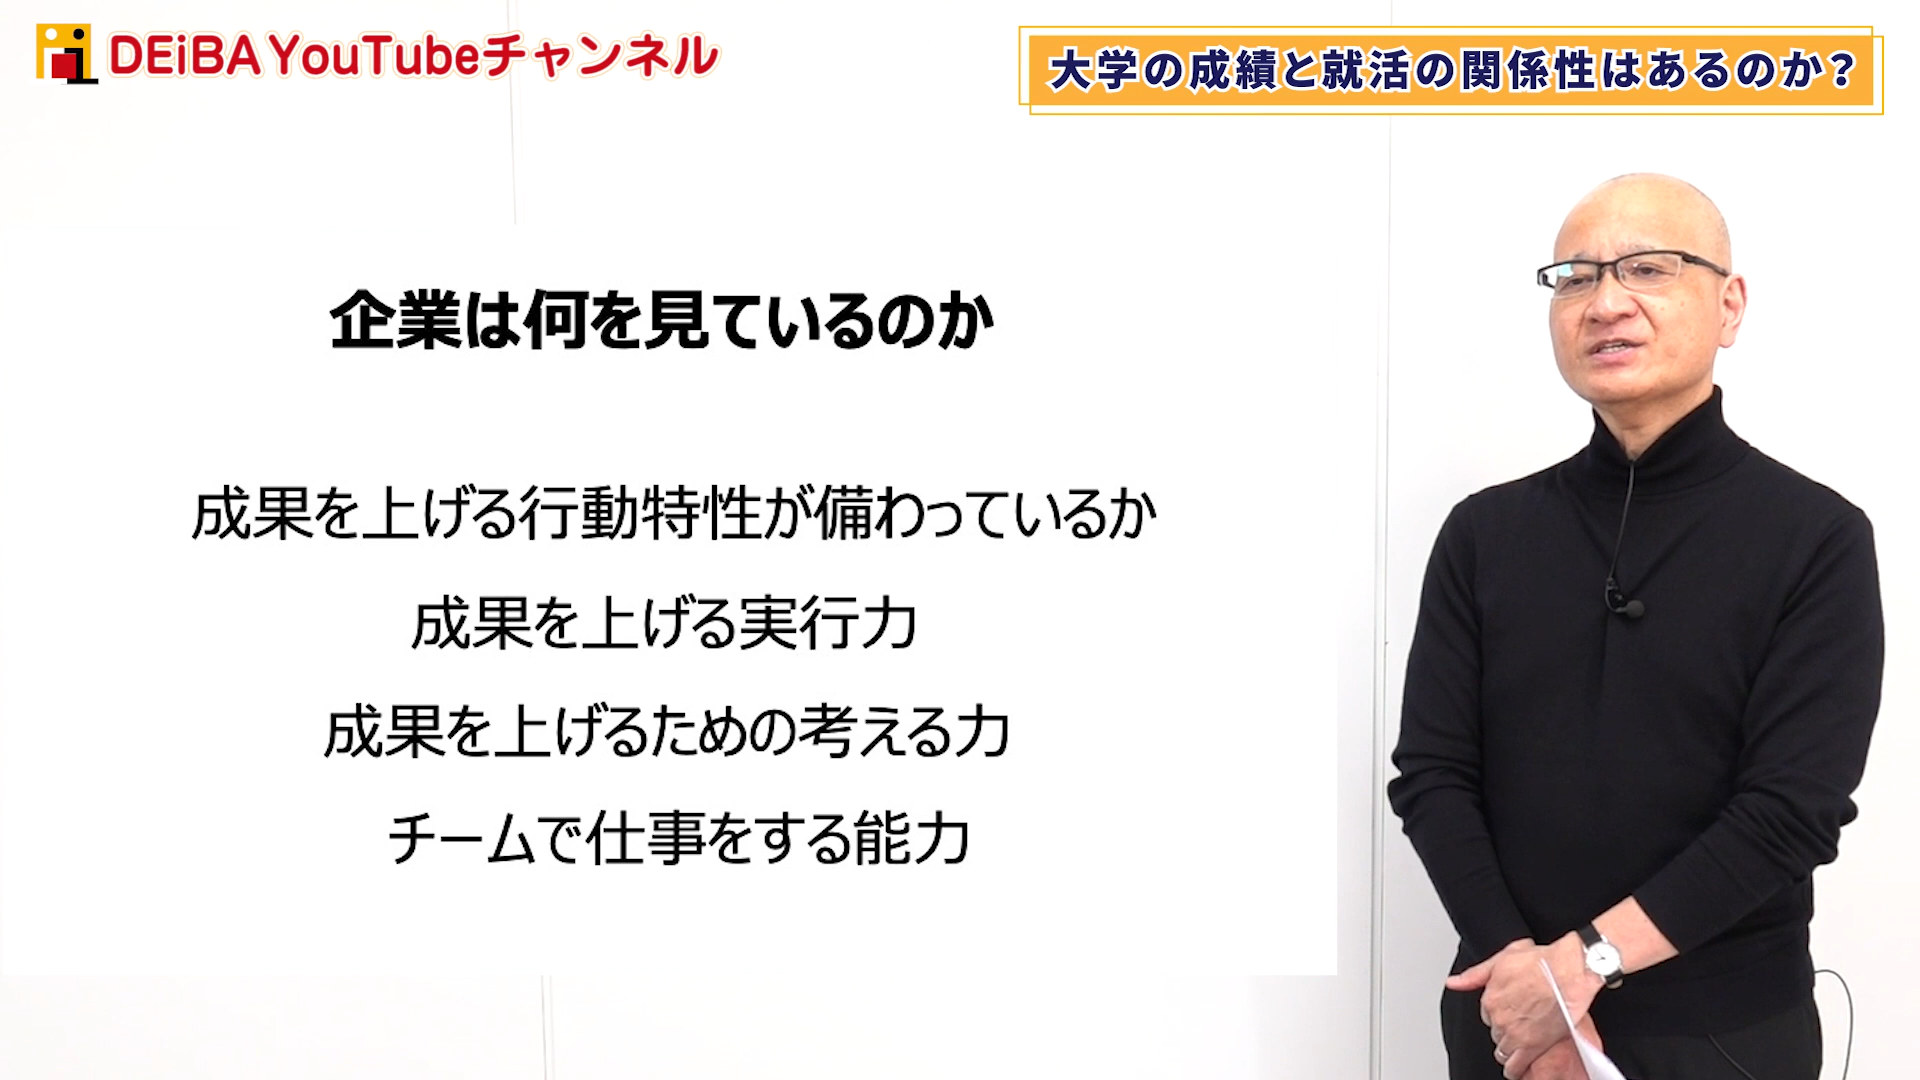 DEiBA YouTubeチャンネル
大学の成績と就活の関係性はあるのか？
企業は何を見ているのか
成果を上げる行動特性が備わっているか
成果を上げる実行力
成果を上げるための考える力
チームで仕事をする能力